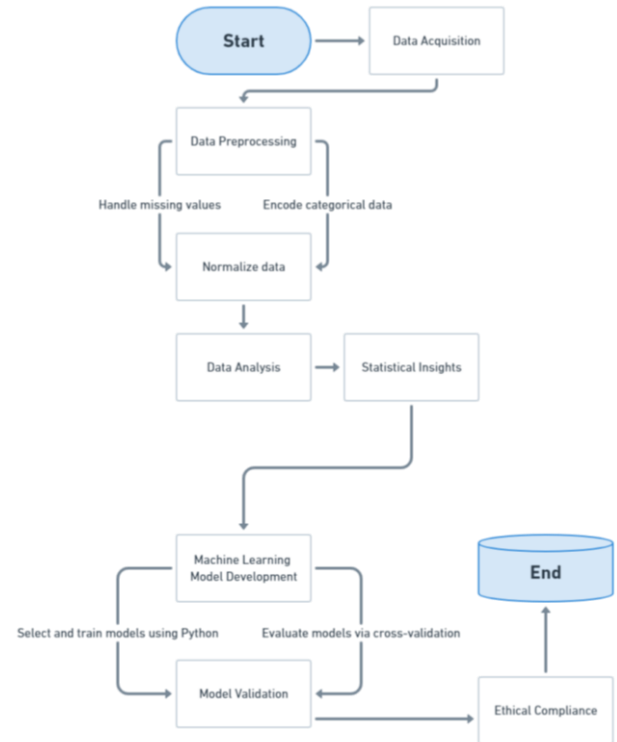 Start
Data Acquisition
Data Preprocessing
Handle missing values
Encode categorical data
Normalize data
Data Analysis
Statistical Insights
Machine Learning
Model Development
End
Select and train models using Python
Evaluate models via cross-validation
Model Validation
Ethical Compliance